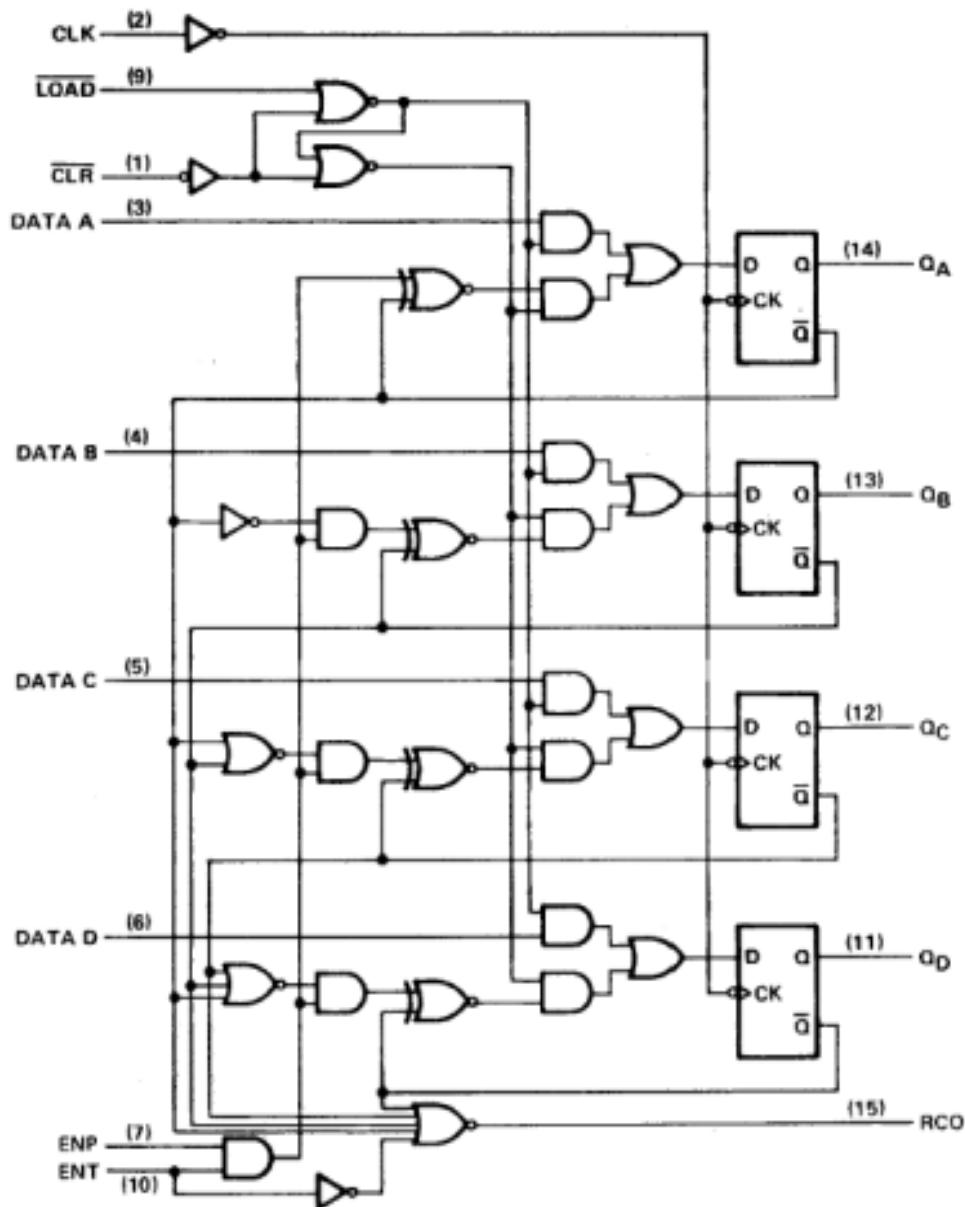 CLK (2)
LOAD (9)
CLR (1)
DATA A (3)
D Q (14) QA
CK
Q
DATA B (4)
D Q (13) QB
CK
Q
DATA C (5)
D Q (12) QC
CK
Q
DATA D (6)
D Q (11) QD
CK
Q
(15) RCO
ENP (7)
ENT
(10)